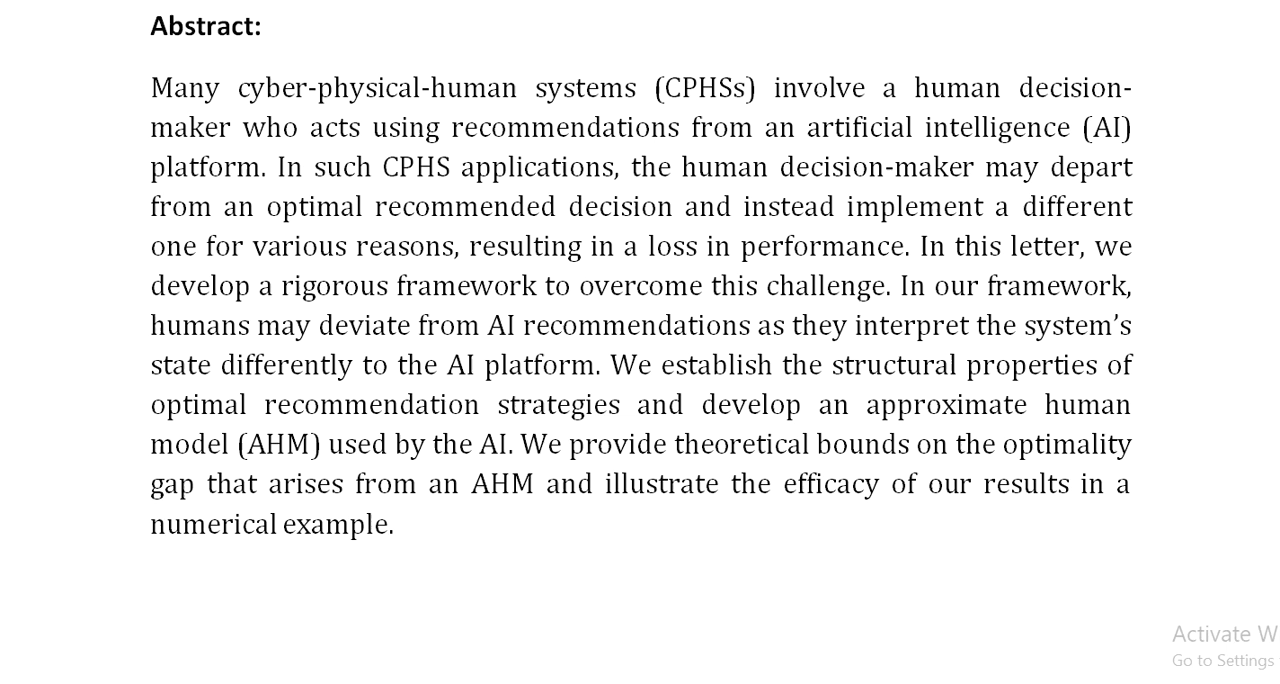 Abstract:
Many cyber-physical-human systems (CPHSs) involve a human decision-
maker who acts using recommendations from an artificial intelligence (AI)
platform. In such CPHS applications, the human decision-maker may depart
from an optimal recommended decision and instead implement a different
one for various reasons, resulting in a loss in performance. In this letter, we
develop a rigorous framework to overcome this challenge. In our framework,
humans may deviate from AI recommendations as they interpret the system’s
state differently to the AI platform. We establish the structural properties of
optimal recommendation strategies and develop an approximate human
model (AHM) used by the AI. We provide theoretical bounds on the optimality
gap that arises from an AHM and illustrate the efficacy of our results in a
numerical example.
Activate W
Go to Settings